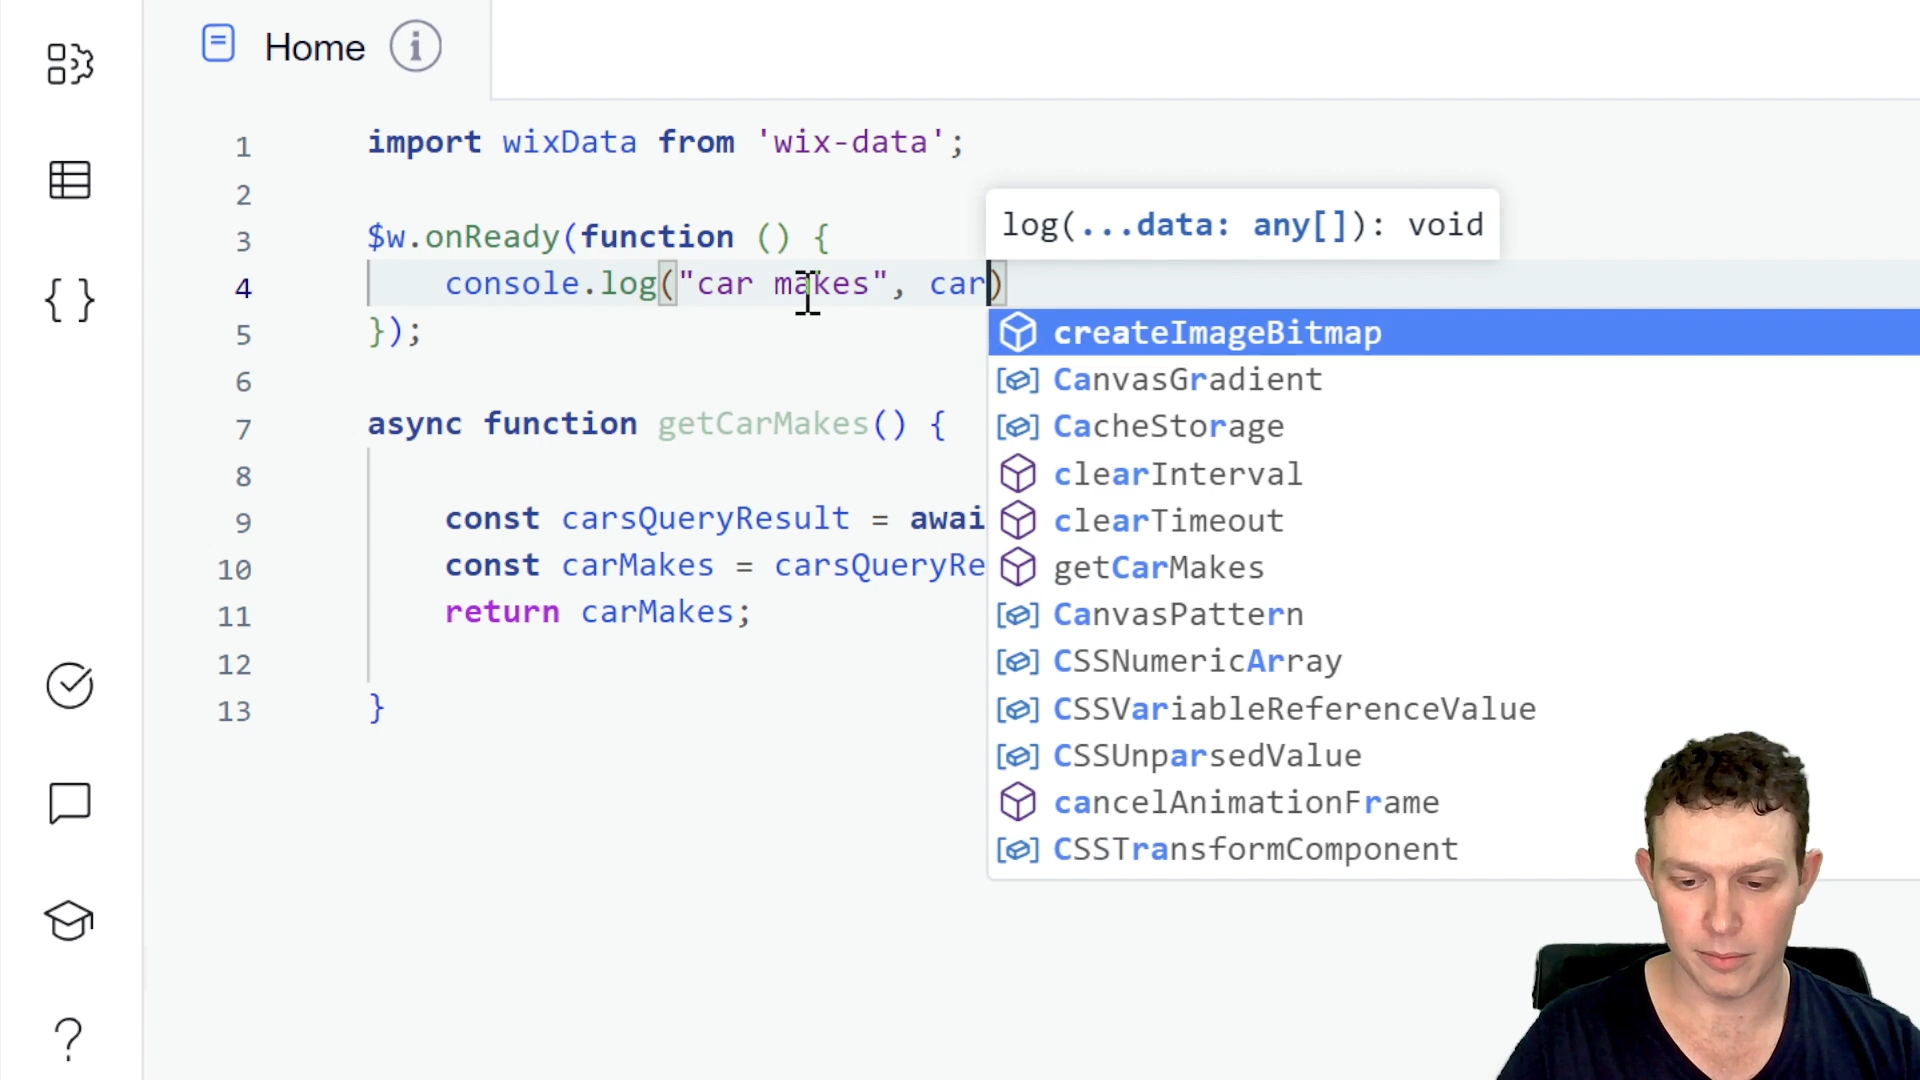 Home
1 import wixData from 'wix-data';
2
log(...data: any[]): void
3 $w.onReady(function () {
4 console.log("car makes", car)
5 });
createImageBitmap
CanvasGradient
6
CacheStorage
7 async function getCarMakes() {
clearInterval
8
clearTimeout
9 const carsQueryResult = awai
getCarMakes
10 const carMakes = carsQueryRe
CanvasPattern
11 return carMakes;
CSSNumericArray
12
CSSVariableReferenceValue
13 }
CSSUnparsedValue
cancelAnimationFrame
CSSTransformComponent